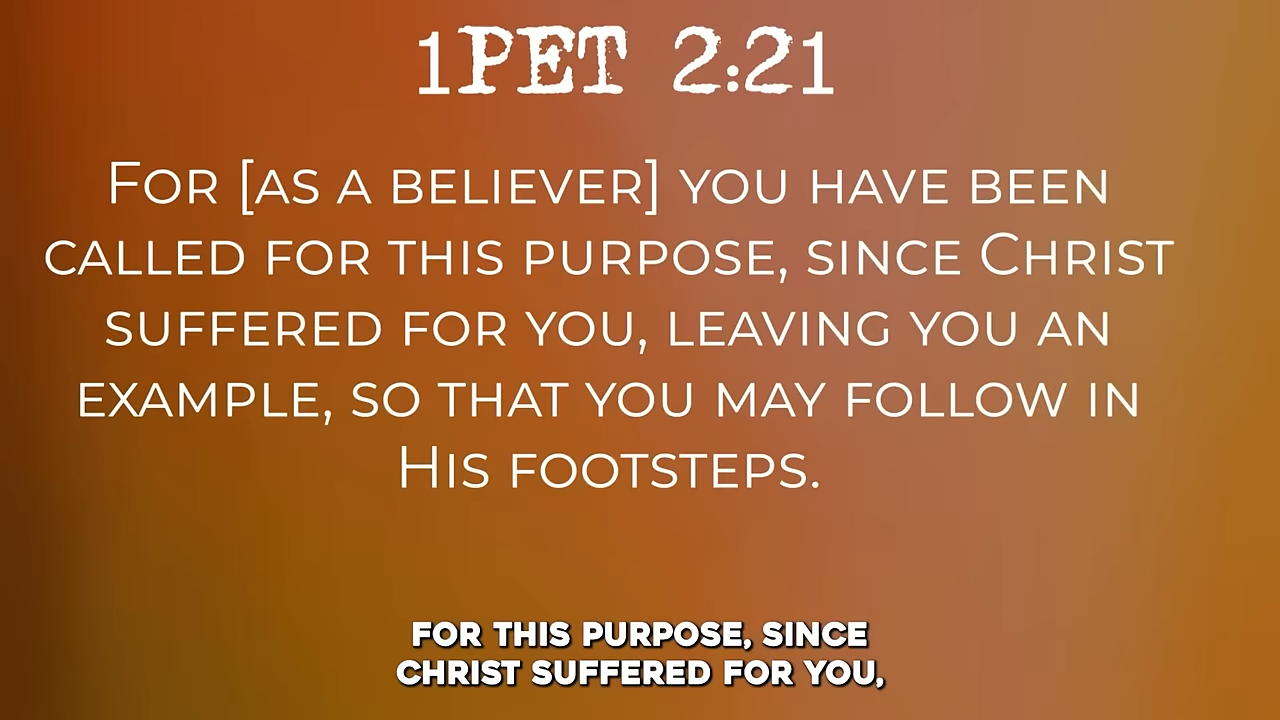 1PET 2:21
For [as a believer] you have been
called for this purpose, since Christ
suffered for you, leaving you an
example, so that you may follow in
His footsteps.
FOR THIS PURPOSE, SINCE
CHRIST SUFFERED FOR YOU,